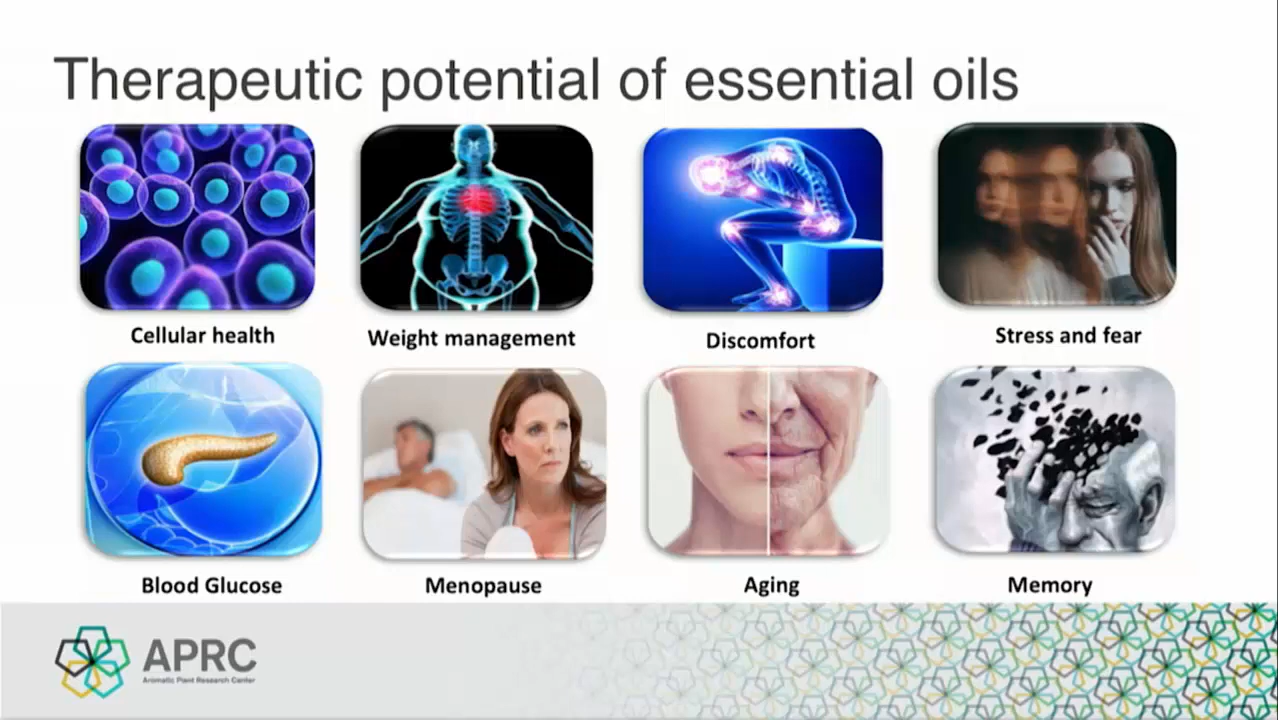 Therapeutic potential of essential oils
Cellular health
Weight management
Discomfort
Stress and fear
Blood Glucose
Menopause
Aging
Memory
APRC
Aromatic Plant Research Center